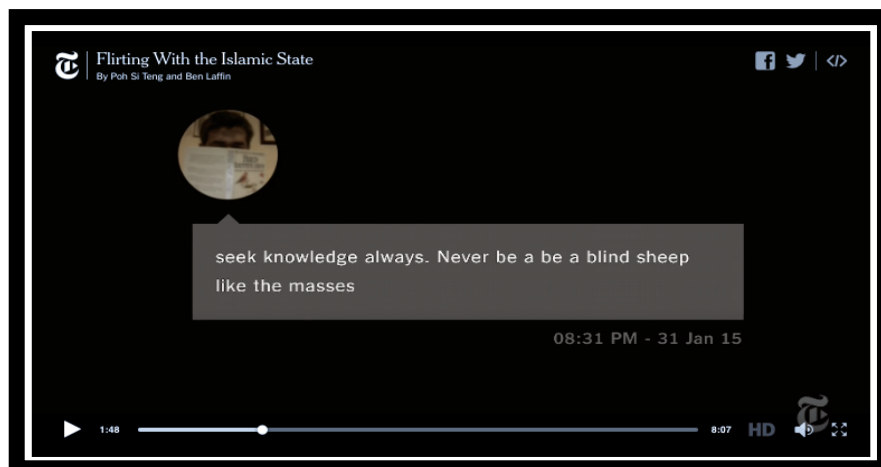 Flirting With the Islamic State
By Poh Si Teng and Ben Laffin
</>
seek knowledge always. Never be a be a blind sheep
like the masses
08:31 PM - 31 Jan 15
1:48
8:07
HD